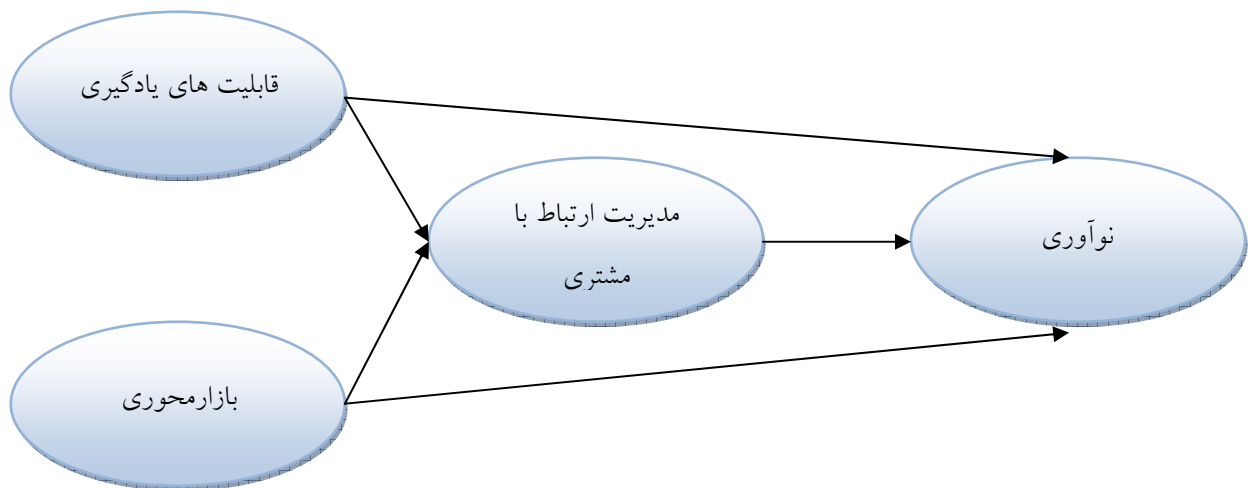 قابلیت های یادگیری
مدیریت ارتباط با
مشتری
نوآوری
بازارمحوری